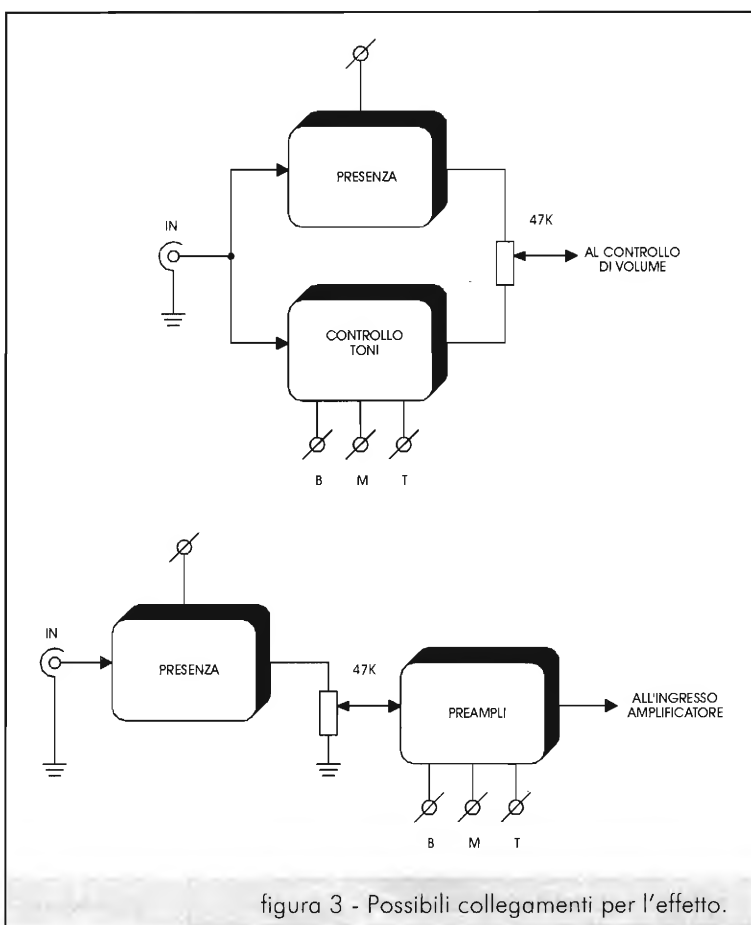 PRESENZA
IN
47K
AL CONTROLLO
DI VOLUME
CONTROLLO
TONI
B M T
IN
PRESENZA
47K
PREAMPLI
ALL'INGRESSO
AMPLIFICATORE
B M T
figura 3 - Possibili collegamenti per l'effetto.